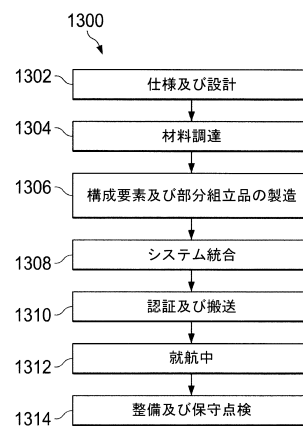 1300
1302 仕様及び設計
1304 材料調達
1306 構成要素及び部分組立品の製造
1308 システム統合
1310 認証及び搬送
1312 就航中
1314 整備及び保守点検